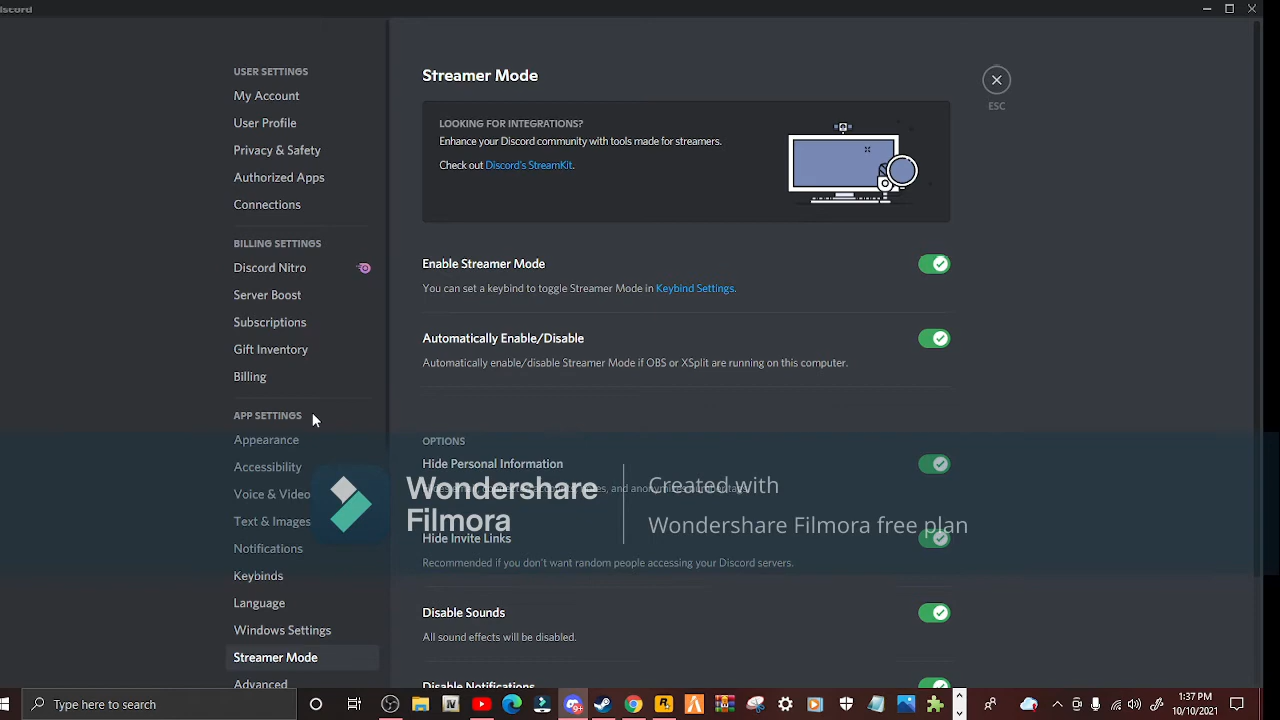 iscord
USER SETTINGS
My Account
User Profile
Privacy & Safety
Authorized Apps
Connections
BILLING SETTINGS
Discord Nitro
Server Boost
Subscriptions
Gift Inventory
Billing
APP SETTINGS
Appearance
Accessibility
Voice & Video
Text & Images
Notifications
Keybinds
Language
Windows Settings
Streamer Mode
Advanced
Streamer Mode
ESC
LOOKING FOR INTEGRATIONS?
Enhance your Discord community with tools made for streamers.
Check out Discord's StreamKit.
Enable Streamer Mode
You can set a keybind to toggle Streamer Mode in Keybind Settings.
Automatically Enable/Disable
Automatically enable/disable Streamer Mode if OBS or XSplit are running on this computer.
OPTIONS
Hide Personal Information
Hide Invite Links
Recommended if you don't want random people accessing your Discord servers.
Disable Sounds
All sound effects will be disabled.
Disable Notifications
Wondershare
Filmora
Created with
Wondershare Filmora free plan
Type here to search
1:37 PM
10/10/2021